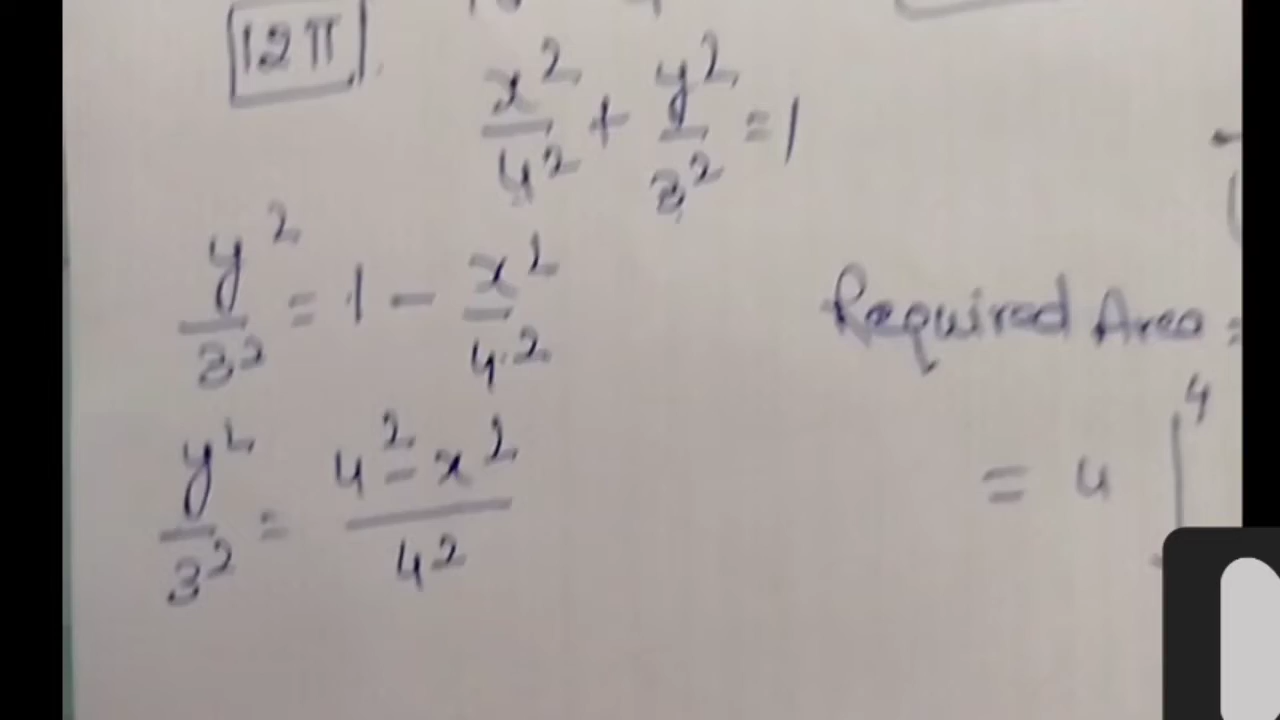 12π
x²/4² + y²/3² = 1
y²/3² = 1 - x²/4²
y²/3² = 4² - x²/4²
Required Area =
= 4 ∫ 4